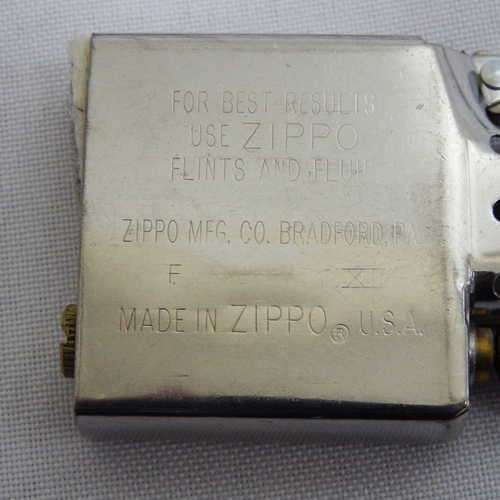 FOR BEST RESULTS
USE ZIPPO
FLINTS AND FLUID
ZIPPO MFG. CO. BRADFORD, PA.
F XI
MADE IN ZIPPO® U.S.A.